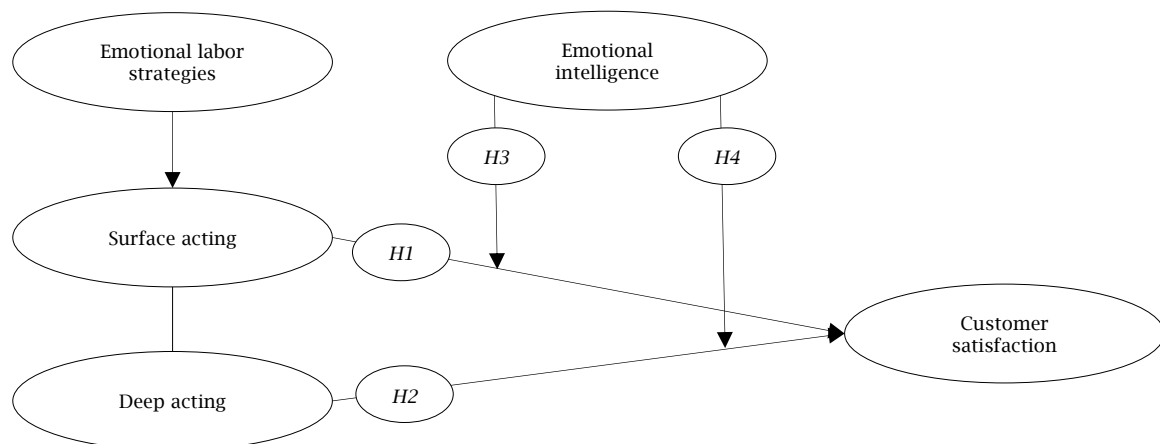 Emotional labor
strategies
Emotional
intelligence
H3
H4
Surface acting
H1
Customer
satisfaction
Deep acting
H2